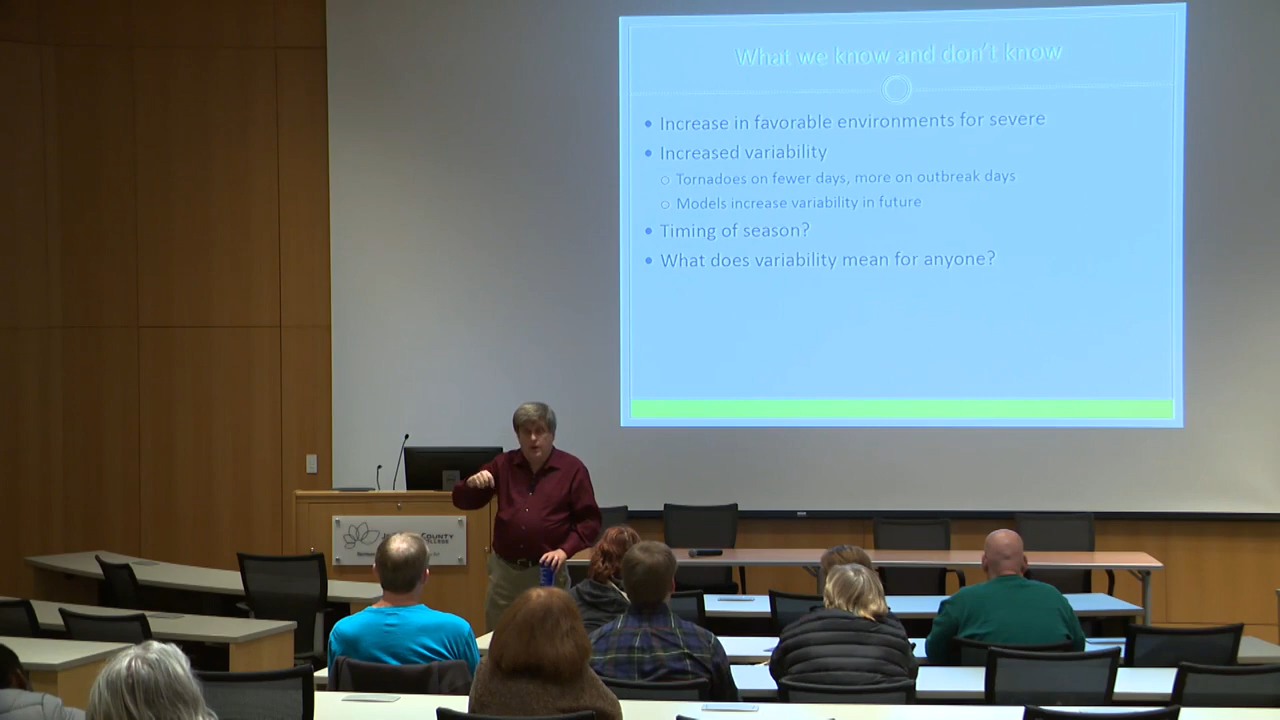 What we know and don't know
• Increase in favorable environments for severe
• Increased variability
○ Tornadoes on fewer days, more on outbreak days
○ Models increase variability in future
• Timing of season?
• What does variability mean for anyone?
COUNTY